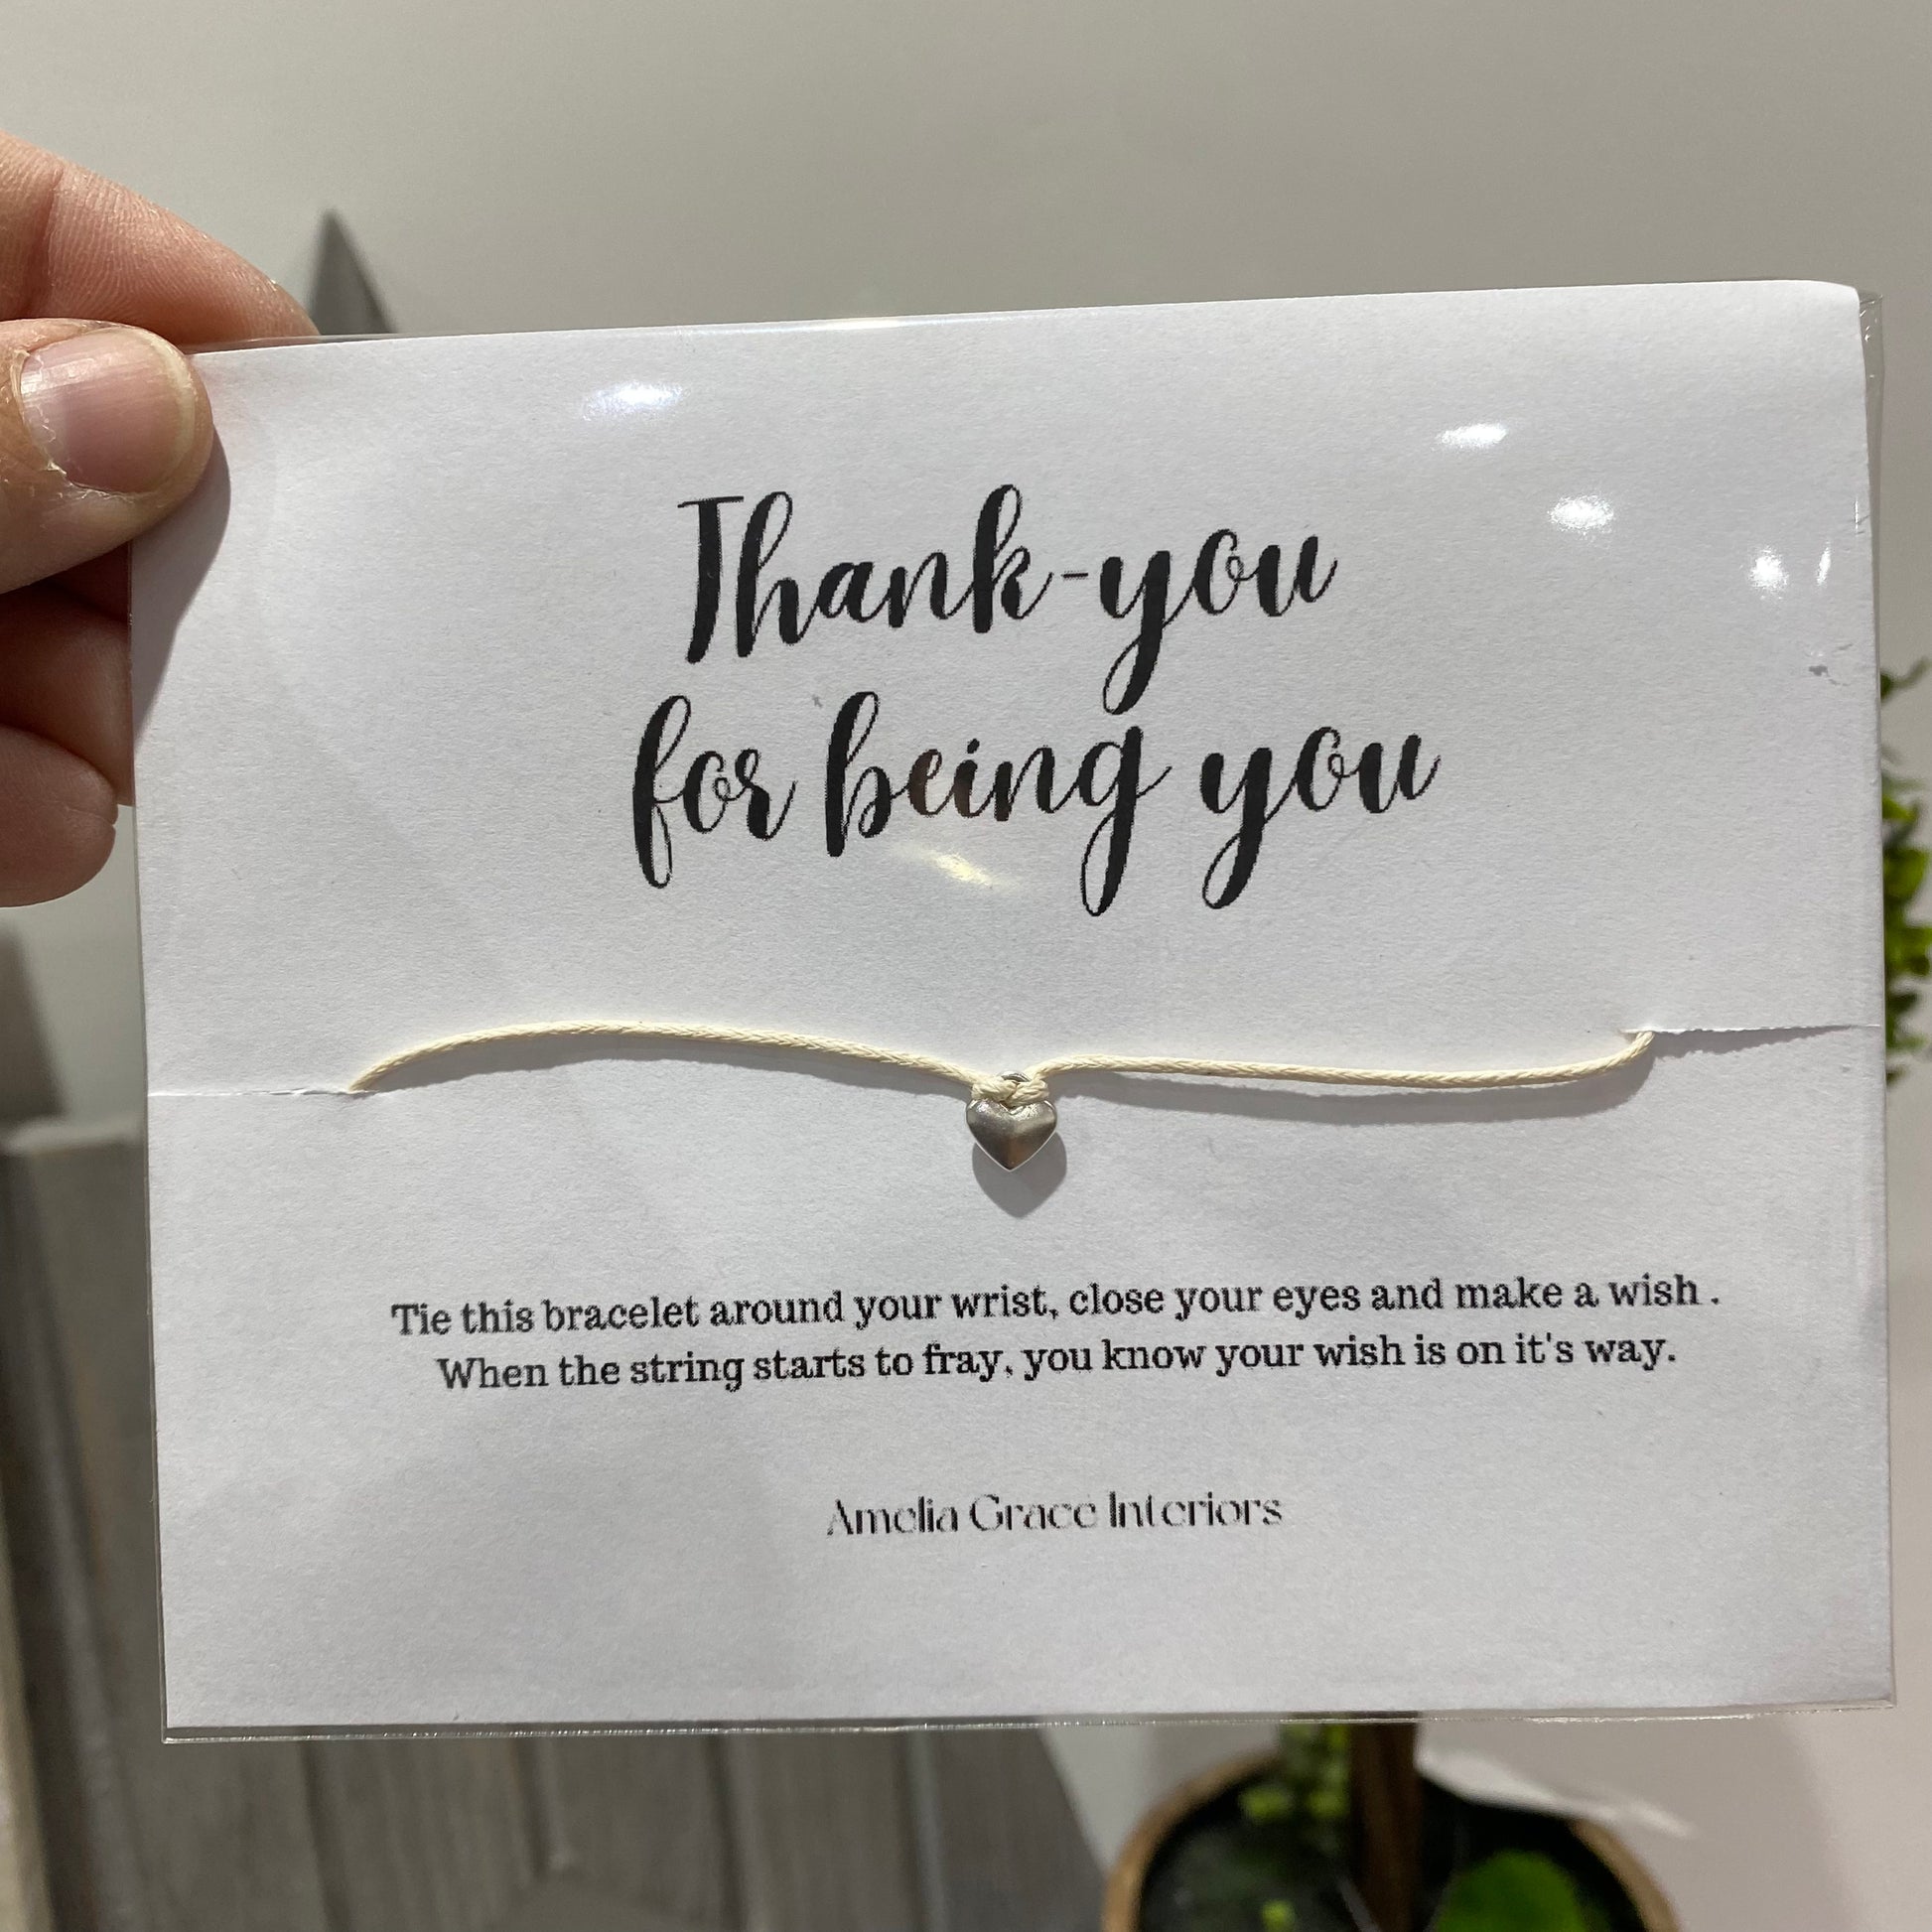 Thank-you
for being you
Tie this bracelet around your wrist, close your eyes and make a wish .
When the string starts to fray, you know your wish is on it's way.
Amelia Grace Interiors